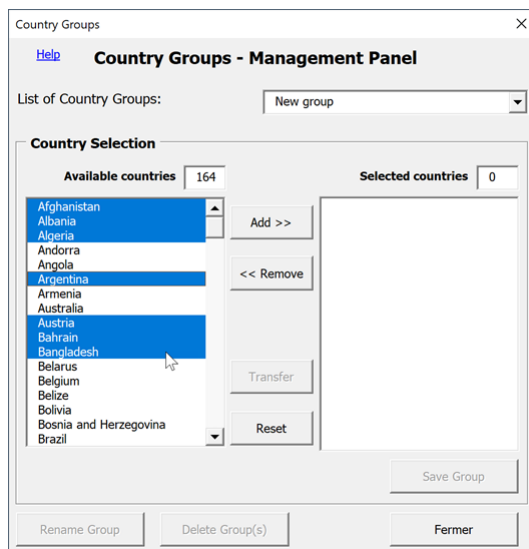 Country Groups
Help
Country Groups - Management Panel
List of Country Groups:
New group
Country Selection
Available countries 164
Selected countries 0
Afghanistan
Albania
Algeria
Andorra
Angola
Argentina
Armenia
Australia
Austria
Bahrain
Bangladesh
Belarus
Belgium
Belize
Bolivia
Bosnia and Herzegovina
Brazil
Add >>
<< Remove
Transfer
Reset
Save Group
Rename Group
Delete Group(s)
Fermer